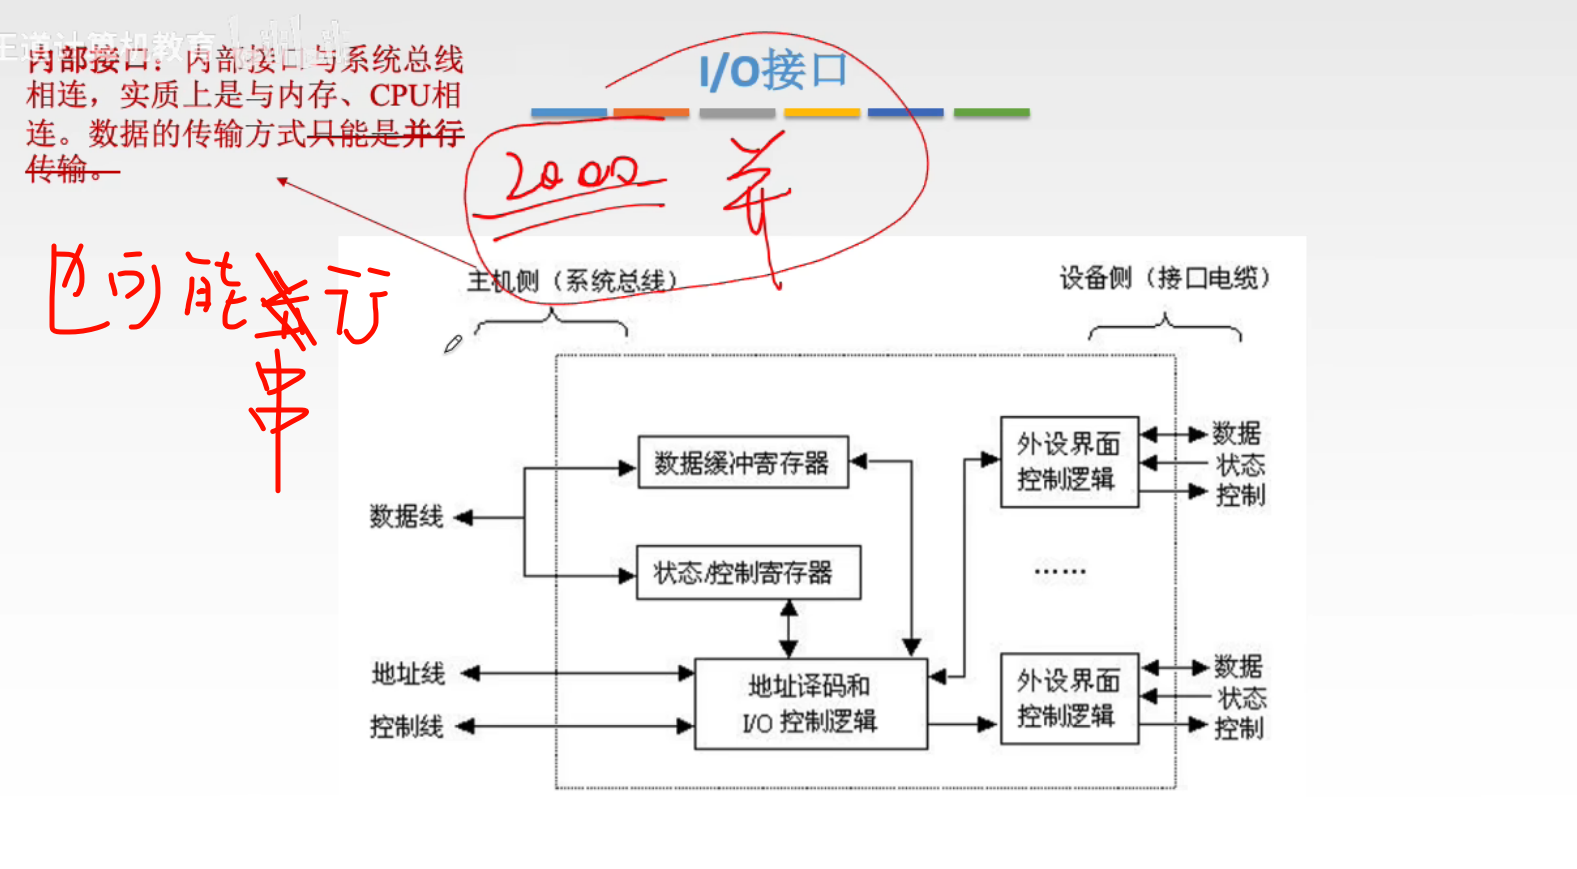 王道计算机教育
I/O接口
内部接口：内部接口与系统总线
相连，实质上是与内存、CPU相
连。数据的传输方式只能是并行
传输。
2000 并
也可能 行
串
主机侧（系统总线）
设备侧（接口电缆）
数据缓冲寄存器
外设界面
控制逻辑
数据
状态
控制
数据线
状态/控制寄存器
……
地址线
控制线
地址译码和
I/O 控制逻辑
外设界面
控制逻辑
数据
状态
控制